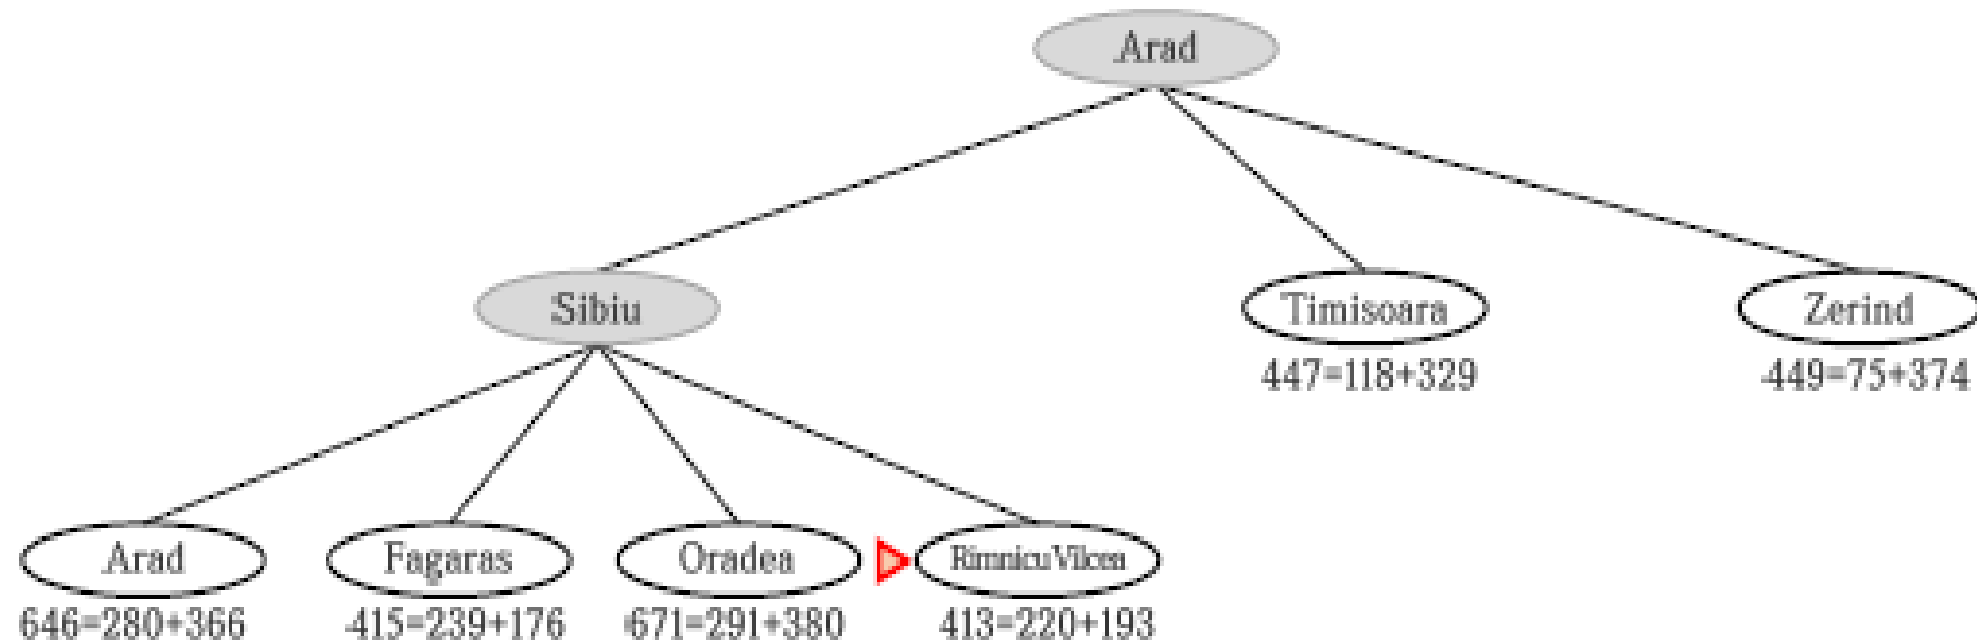 Arad
Sibiu
Timisoara
Zerind
447=118+329
449=75+374
Arad
Fagaras
Oradea
Rimnicu Vilcea
646=280+366
415=239+176
671=291+380
413=220+193